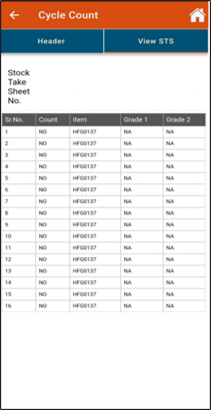 Cycle Count
Header View STS
Stock
Take
Sheet
No.
Sr.No. Count Item Grade 1 Grade 2
1 NO HFG0137 NA NA
2 NO HFG0137 NA NA
3 NO HFG0137 NA NA
4 NO HFG0137 NA NA
5 NO HFG0137 NA NA
6 NO HFG0137 NA NA
7 NO HFG0137 NA NA
8 NO HFG0137 NA NA
9 NO HFG0137 NA NA
10 NO HFG0137 NA NA
11 NO HFG0137 NA NA
12 NO HFG0137 NA NA
13 NO HFG0137 NA NA
14 NO HFG0137 NA NA
15 NO HFG0137 NA NA
16 NO HFG0137 NA NA